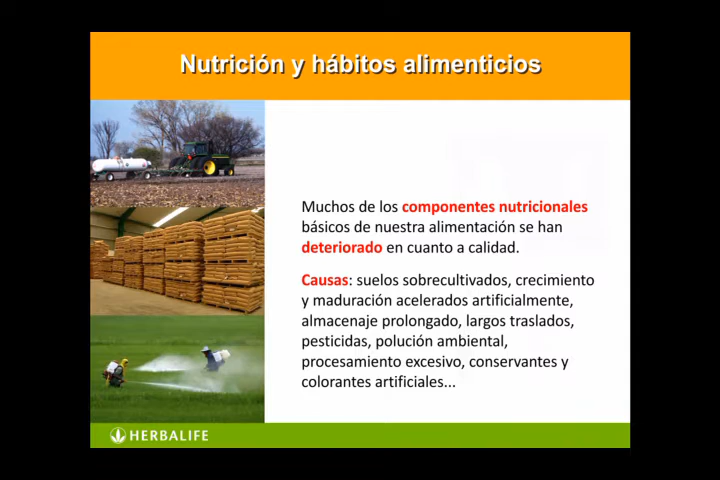 Nutrición y hábitos alimenticios
Muchos de los componentes nutricionales
básicos de nuestra alimentación se han
deteriorado en cuanto a calidad.
Causas: suelos sobrecultivados, crecimiento
y maduración acelerados artificialmente,
almacenaje prolongado, largos traslados,
pesticidas, polución ambiental,
procesamiento excesivo, conservantes y
colorantes artificiales...
HERBALIFE